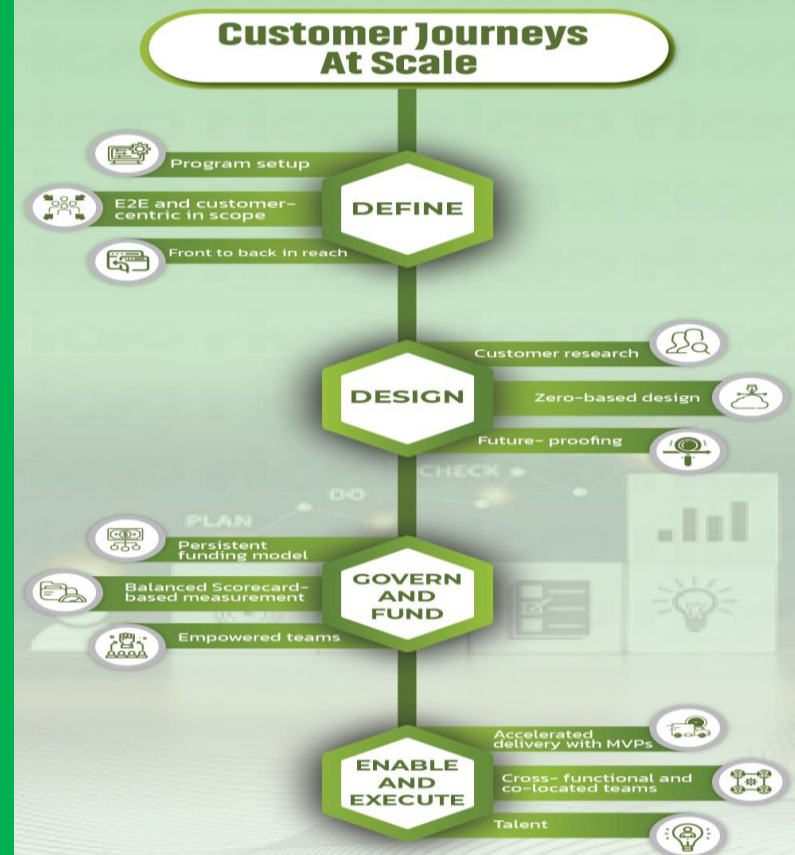 Customer Journeys
At Scale
Program setup
E2E and customer-
centric in scope
Front to back in reach
DEFINE
Customer research
DESIGN
Zero-based design
Future- proofing
CHECK
DO
PLAN
Persistent
funding model
Balanced Scorecard-
based measurement
Empowered teams
GOVERN
AND
FUND
Accelerated
delivery with MVPs
ENABLE
AND
EXECUTE
Cross- functional and
co-located teams
Talent